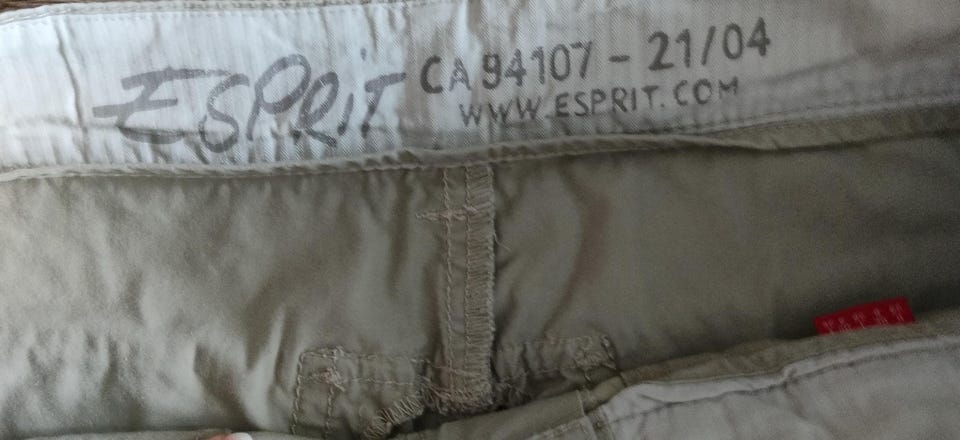 ESPRIT CA 94107 - 21/04
WWW.ESPRIT.COM